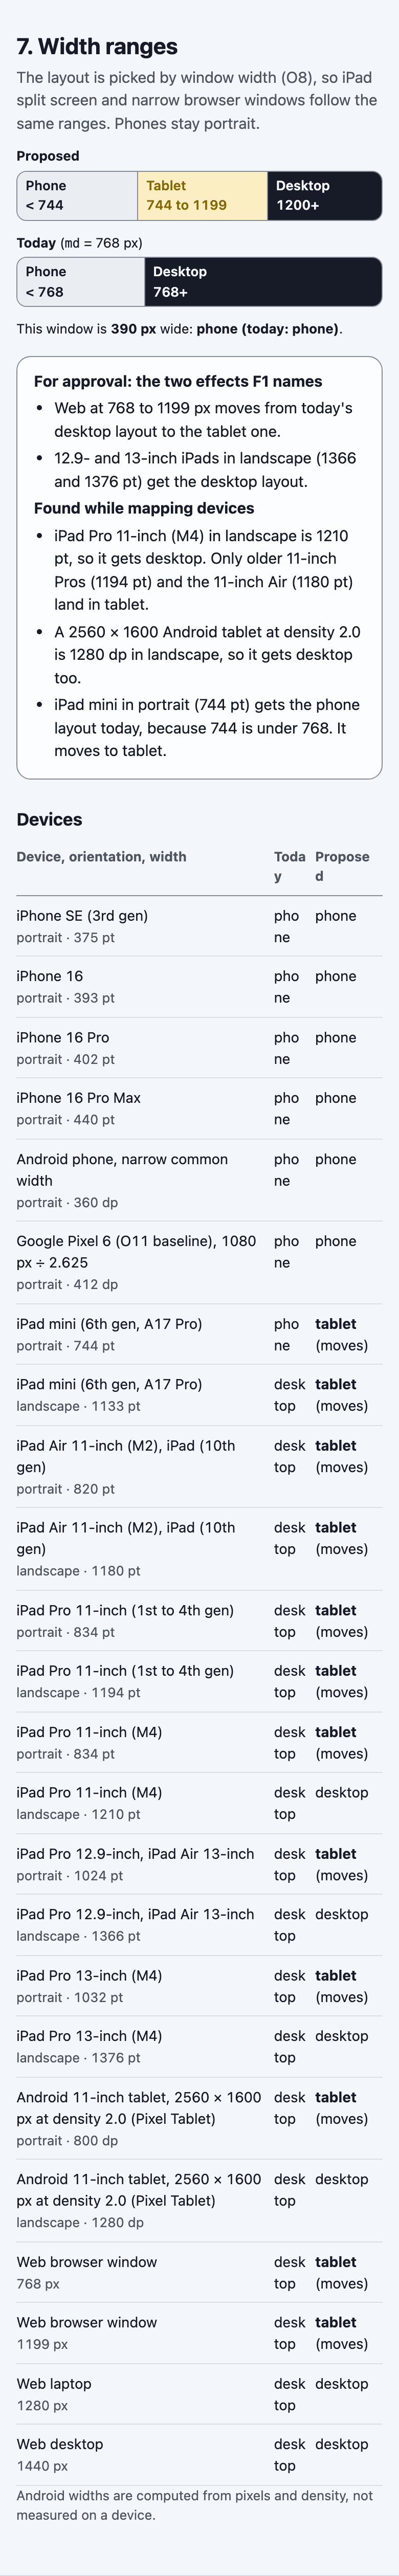 7. Width ranges
The layout is picked by window width (O8), so iPad
split screen and narrow browser windows follow the
same ranges. Phones stay portrait.
Proposed
Phone
< 744
Tablet
744 to 1199
Desktop
1200+
Today (md = 768 px)
Phone
< 768
Desktop
768+
This window is 390 px wide: phone (today: phone).
For approval: the two effects F1 names
• Web at 768 to 1199 px moves from today's
desktop layout to the tablet one.
• 12.9- and 13-inch iPads in landscape (1366
and 1376 pt) get the desktop layout.
Found while mapping devices
• iPad Pro 11-inch (M4) in landscape is 1210
pt, so it gets desktop. Only older 11-inch
Pros (1194 pt) and the 11-inch Air (1180 pt)
land in tablet.
• A 2560 × 1600 Android tablet at density 2.0
is 1280 dp in landscape, so it gets desktop
too.
• iPad mini in portrait (744 pt) gets the phone
layout today, because 744 is under 768. It
moves to tablet.
Devices
Device, orientation, width Toda Propose
y d
iPhone SE (3rd gen) pho phone
portrait · 375 pt ne
iPhone 16 pho phone
portrait · 393 pt ne
iPhone 16 Pro pho phone
portrait · 402 pt ne
iPhone 16 Pro Max pho phone
portrait · 440 pt ne
Android phone, narrow common pho phone
width ne
portrait · 360 dp
Google Pixel 6 (O11 baseline), 1080 pho phone
px ÷ 2.625 ne
portrait · 412 dp
iPad mini (6th gen, A17 Pro) pho tablet
portrait · 744 pt ne (moves)
iPad mini (6th gen, A17 Pro) desk tablet
landscape · 1133 pt top (moves)
iPad Air 11-inch (M2), iPad (10th desk tablet
gen) top (moves)
portrait · 820 pt
iPad Air 11-inch (M2), iPad (10th desk tablet
gen) top (moves)
landscape · 1180 pt
iPad Pro 11-inch (1st to 4th gen) desk tablet
portrait · 834 pt top (moves)
iPad Pro 11-inch (1st to 4th gen) desk tablet
landscape · 1194 pt top (moves)
iPad Pro 11-inch (M4) desk tablet
portrait · 834 pt top (moves)
iPad Pro 11-inch (M4) desk desktop
landscape · 1210 pt top
iPad Pro 12.9-inch, iPad Air 13-inch desk tablet
portrait · 1024 pt top (moves)
iPad Pro 12.9-inch, iPad Air 13-inch desk desktop
landscape · 1366 pt top
iPad Pro 13-inch (M4) desk tablet
portrait · 1032 pt top (moves)
iPad Pro 13-inch (M4) desk desktop
landscape · 1376 pt top
Android 11-inch tablet, 2560 × 1600 desk tablet
px at density 2.0 (Pixel Tablet) top (moves)
portrait · 800 dp
Android 11-inch tablet, 2560 × 1600 desk desktop
px at density 2.0 (Pixel Tablet) top
landscape · 1280 dp
Web browser window desk tablet
768 px top (moves)
Web browser window desk tablet
1199 px top (moves)
Web laptop desk desktop
1280 px top
Web desktop desk desktop
1440 px top
Android widths are computed from pixels and density, not
measured on a device.